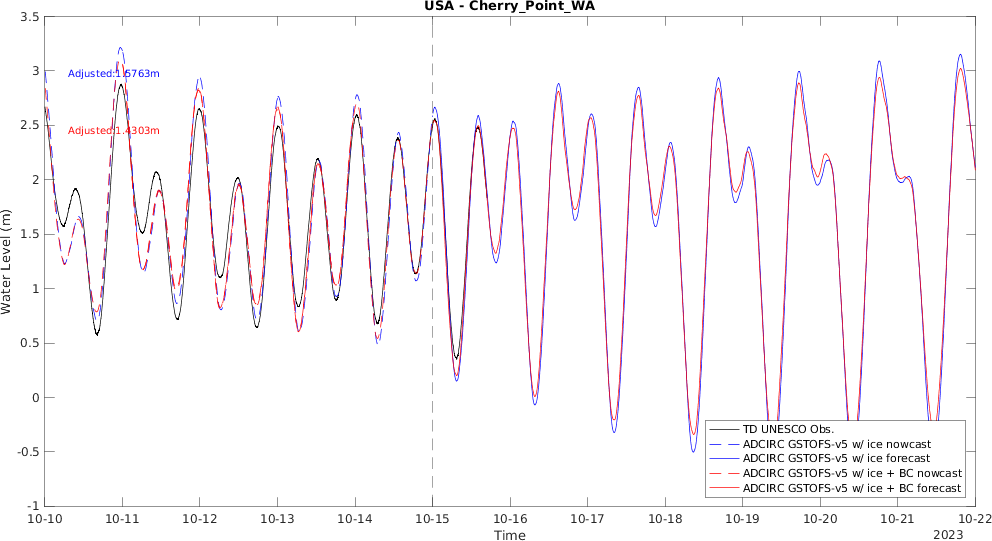 USA - Cherry_Point_WA
Water Level (m)
3.5
3
2.5
2
1.5
1
0.5
0
-0.5
-1
Adjusted:1.5763m
Adjusted:1.4303m
TD UNESCO Obs.
ADCIRC GSTOFS-v5 w/ ice nowcast
ADCIRC GSTOFS-v5 w/ ice forecast
ADCIRC GSTOFS-v5 w/ ice + BC nowcast
ADCIRC GSTOFS-v5 w/ ice + BC forecast
10-10 10-11 10-12 10-13 10-14 10-15 10-16 10-17 10-18 10-19 10-20 10-21 10-22
Time
2023